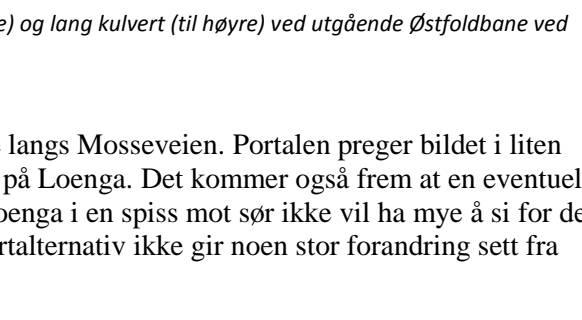 e) og lang kulvert (til høyre) ved utgående Østfoldbane ved
langs Mosseveien. Portalen preger bildet i liten
på Loenga. Det kommer også frem at en eventuel
oenga i en spiss mot sør ikke vil ha mye å si for de
rtalternativ ikke gir noen stor forandring sett fra